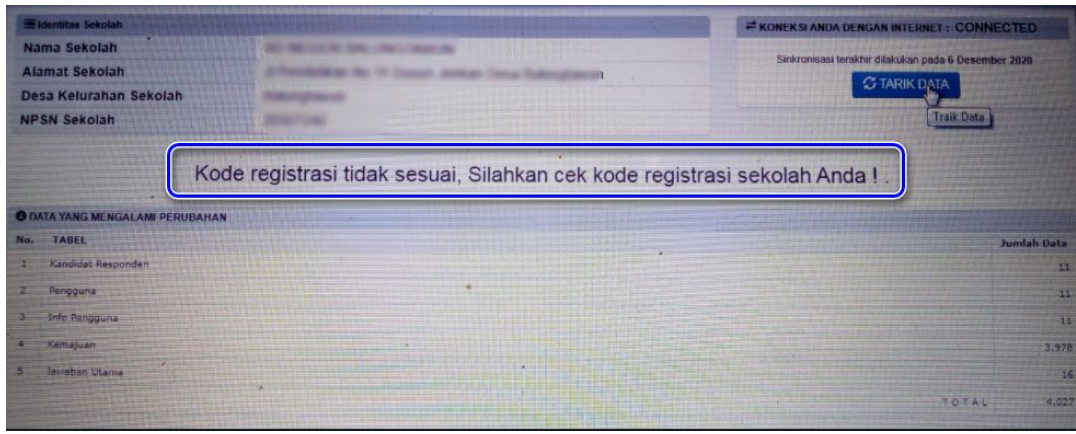 Identitas Sekolah
Nama Sekolah
Alamat Sekolah
Desa Kelurahan Sekolah
NPSN Sekolah
KONEKSI ANDA DENGAN INTERNET : CONNECTED
Sinkronisasi terakhir dilakukan pada 6 Desember 2020
TARIK DATA
Traik Data
Kode registrasi tidak sesuai, Silahkan cek kode registrasi sekolah Anda ! .
DATA YANG MENGALAMI PERUBAHAN
No. TABEL Jumlah Data
1 Kandidat Responden 11
2 Pengguna 11
3 Info Pangguna 11
4 Kemajuan 3.978
5 Jawaban Utama 16
TOTAL 4.027